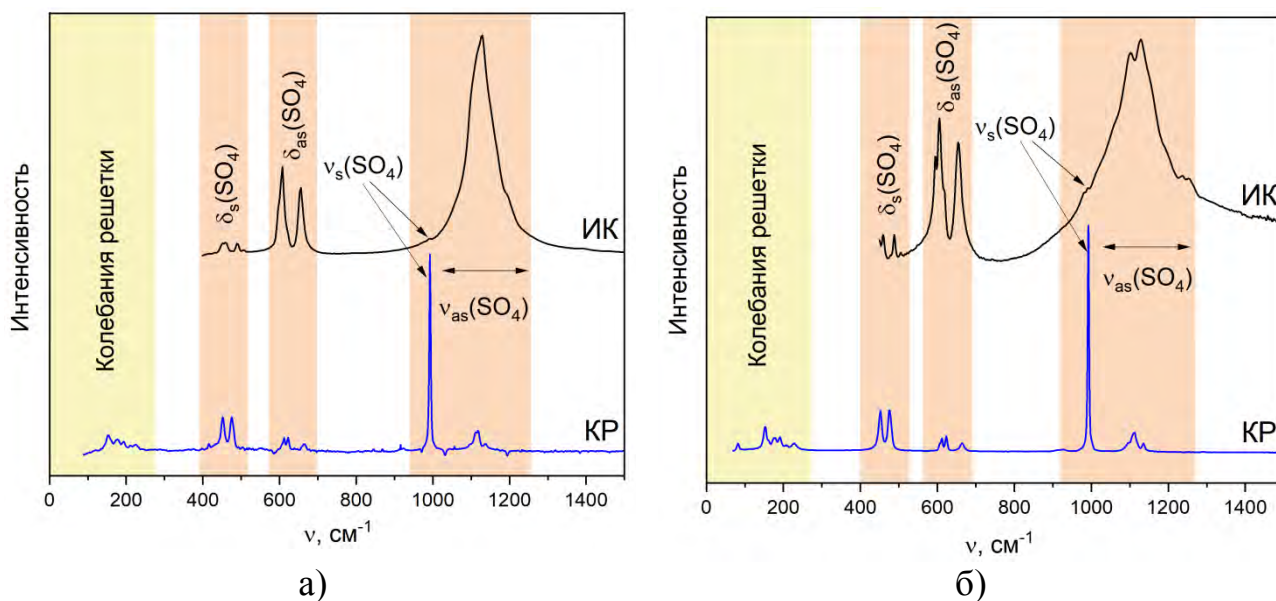 Интенсивность
Колебания решетки
δs(SO4)
δas(SO4)
νs(SO4)
νas(SO4)
ИК
КР
0 200 400 600 800 1000 1200 1400
ν, см-1
а)
Интенсивность
Колебания решетки
δs(SO4)
δas(SO4)
νs(SO4)
νas(SO4)
ИК
КР
0 200 400 600 800 1000 1200 1400
ν, см-1
б)